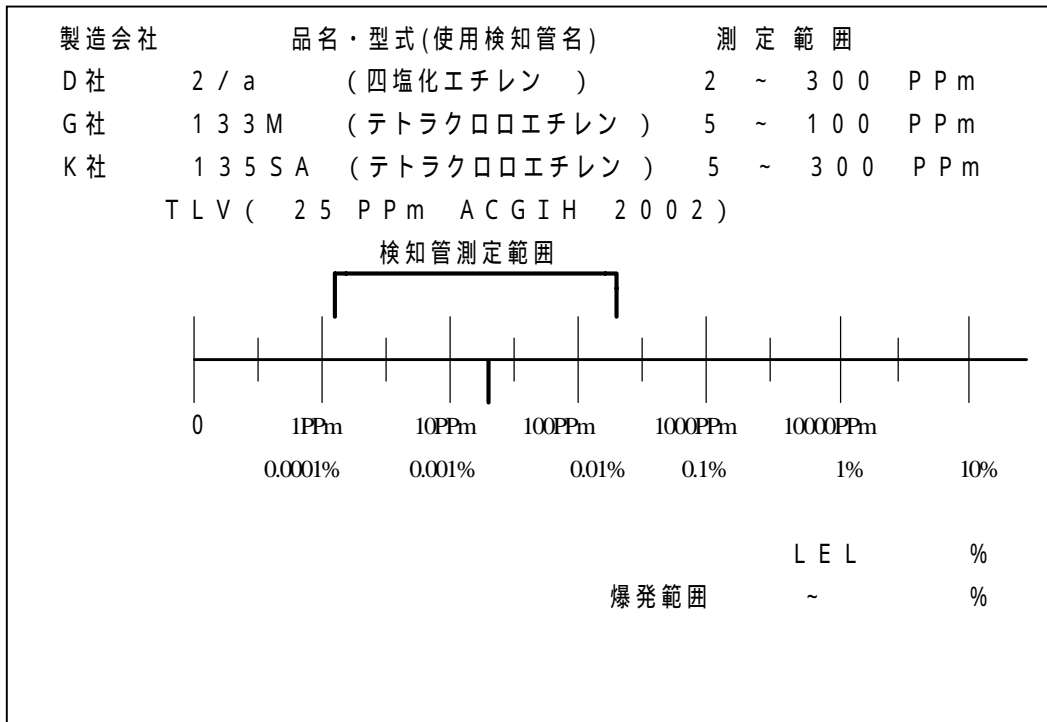 製造会社 品名・型式(使用検知管名) 測定範囲
D社 2/a (四塩化エチレン ) 2 ~ 300 PPm
G社 133M (テトラクロロエチレン ) 5 ~ 100 PPm
K社 135SA (テトラクロロエチレン ) 5 ~ 300 PPm
TLV( 25 PPm ACGIH 2002)
検知管測定範囲
0 1PPm 10PPm 100PPm 1000PPm 10000PPm
0.0001% 0.001% 0.01% 0.1% 1% 10%
LEL %
爆発範囲 ~ %